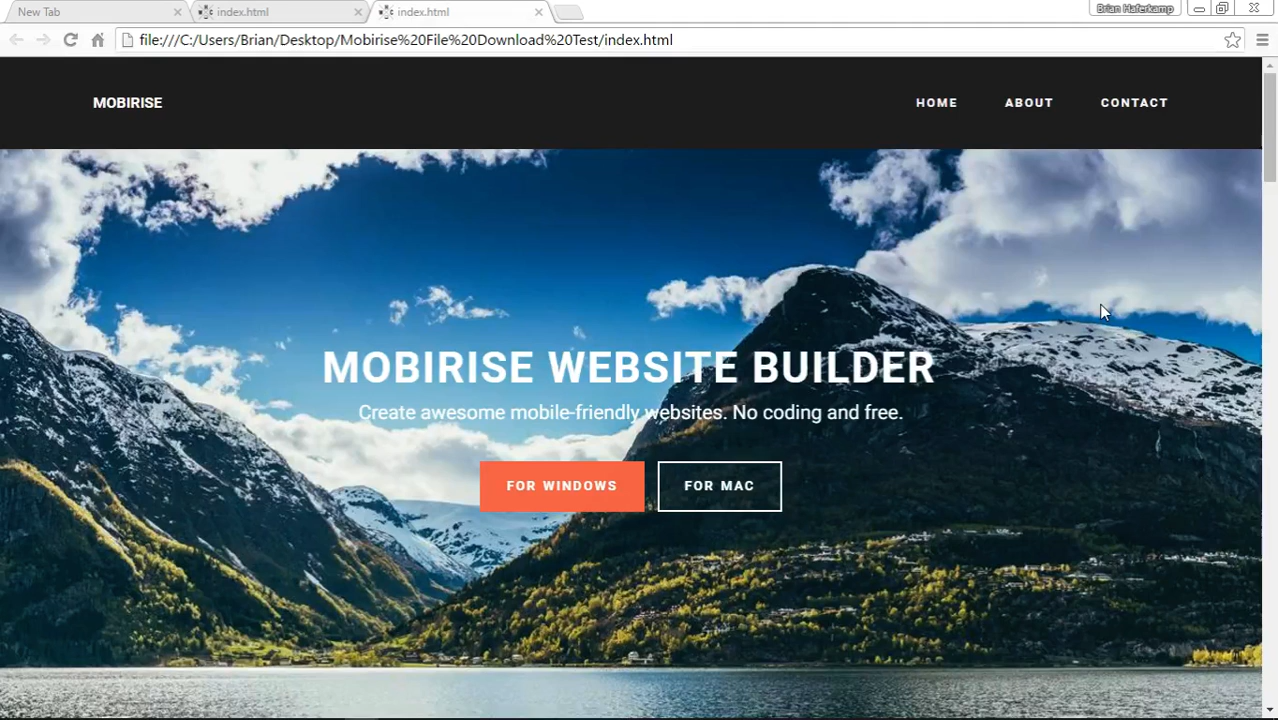 New Tab
index.html
index.html
Brian Haferkamp
file:///C:/Users/Brian/Desktop/Mobirise%20File%20Download%20Test/index.html
MOBIRISE
HOME
ABOUT
CONTACT
MOBIRISE WEBSITE BUILDER
Create awesome mobile-friendly websites. No coding and free.
FOR WINDOWS
FOR MAC